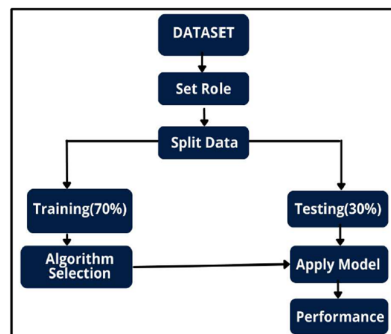 DATASET
Set Role
Split Data
Training(70%)
Testing(30%)
Algorithm
Selection
Apply Model
Performance